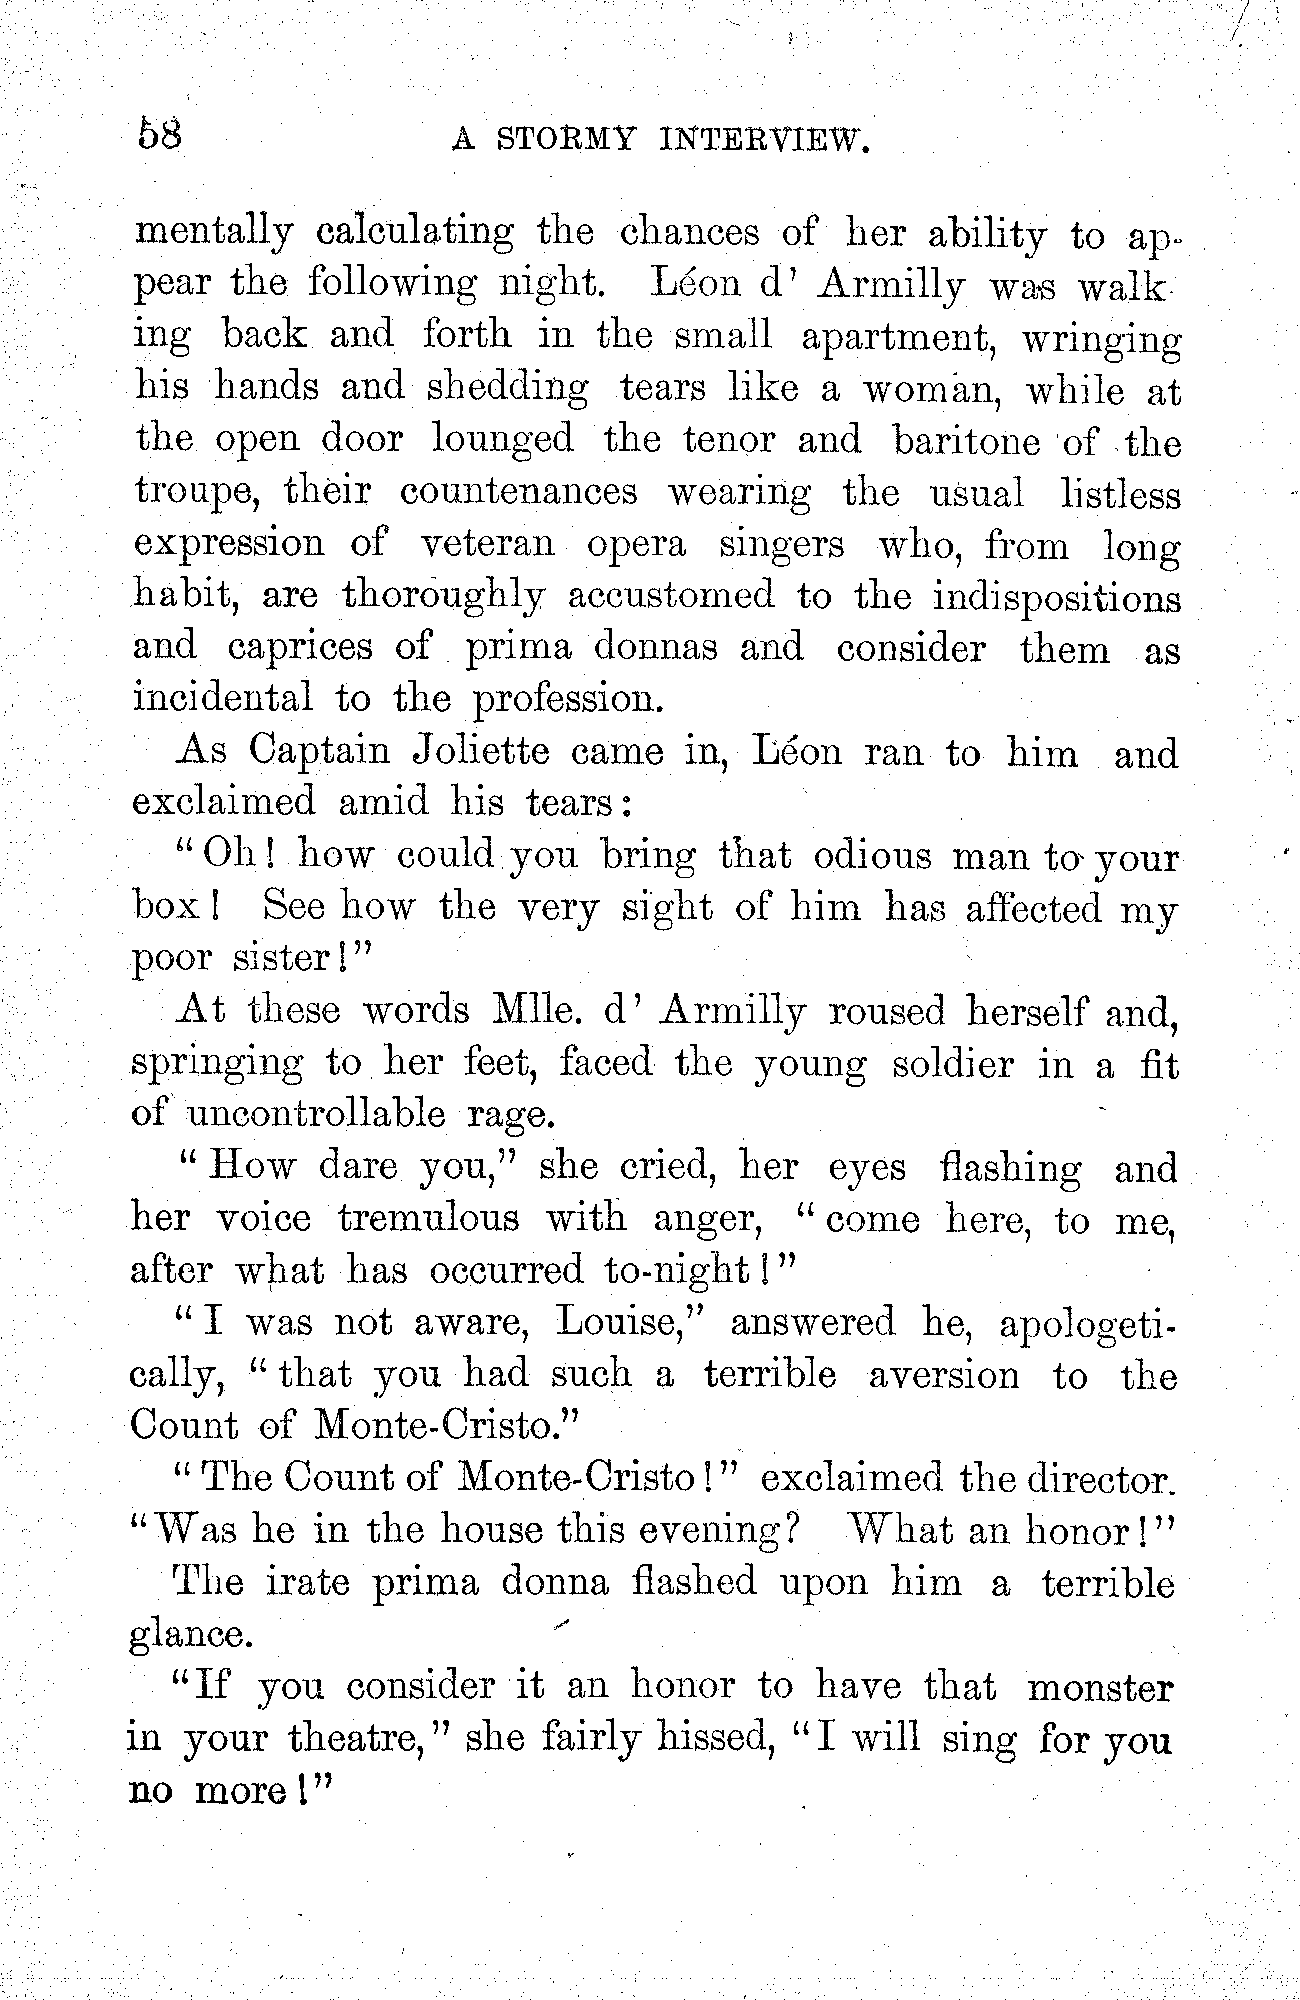 58 A STORMY INTERVIEW.
mentally calculating the chances of her ability to ap-
pear the following night. Léon d' Armilly was walk-
ing back and forth in the small apartment, wringing
his hands and shedding tears like a woman, while at
the open door lounged the tenor and baritone of the
troupe, their countenances wearing the usual listless
expression of veteran opera singers who, from long
habit, are thoroughly accustomed to the indispositions
and caprices of prima donnas and consider them as
incidental to the profession.
As Captain Joliette came in, Léon ran to him and
exclaimed amid his tears:
"Oh! how could you bring that odious man to your
box! See how the very sight of him has affected my
poor sister!"
At these words Mlle. d' Armilly roused herself and,
springing to her feet, faced the young soldier in a fit
of uncontrollable rage.
"How dare you," she cried, her eyes flashing and
her voice tremulous with anger, "come here, to me,
after what has occurred to-night!"
"I was not aware, Louise," answered he, apologeti-
cally, "that you had such a terrible aversion to the
Count of Monte-Cristo."
"The Count of Monte-Cristo!" exclaimed the director.
"Was he in the house this evening? What an honor!"
The irate prima donna flashed upon him a terrible
glance.
"If you consider it an honor to have that monster
in your theatre," she fairly hissed, "I will sing for you
no more!"